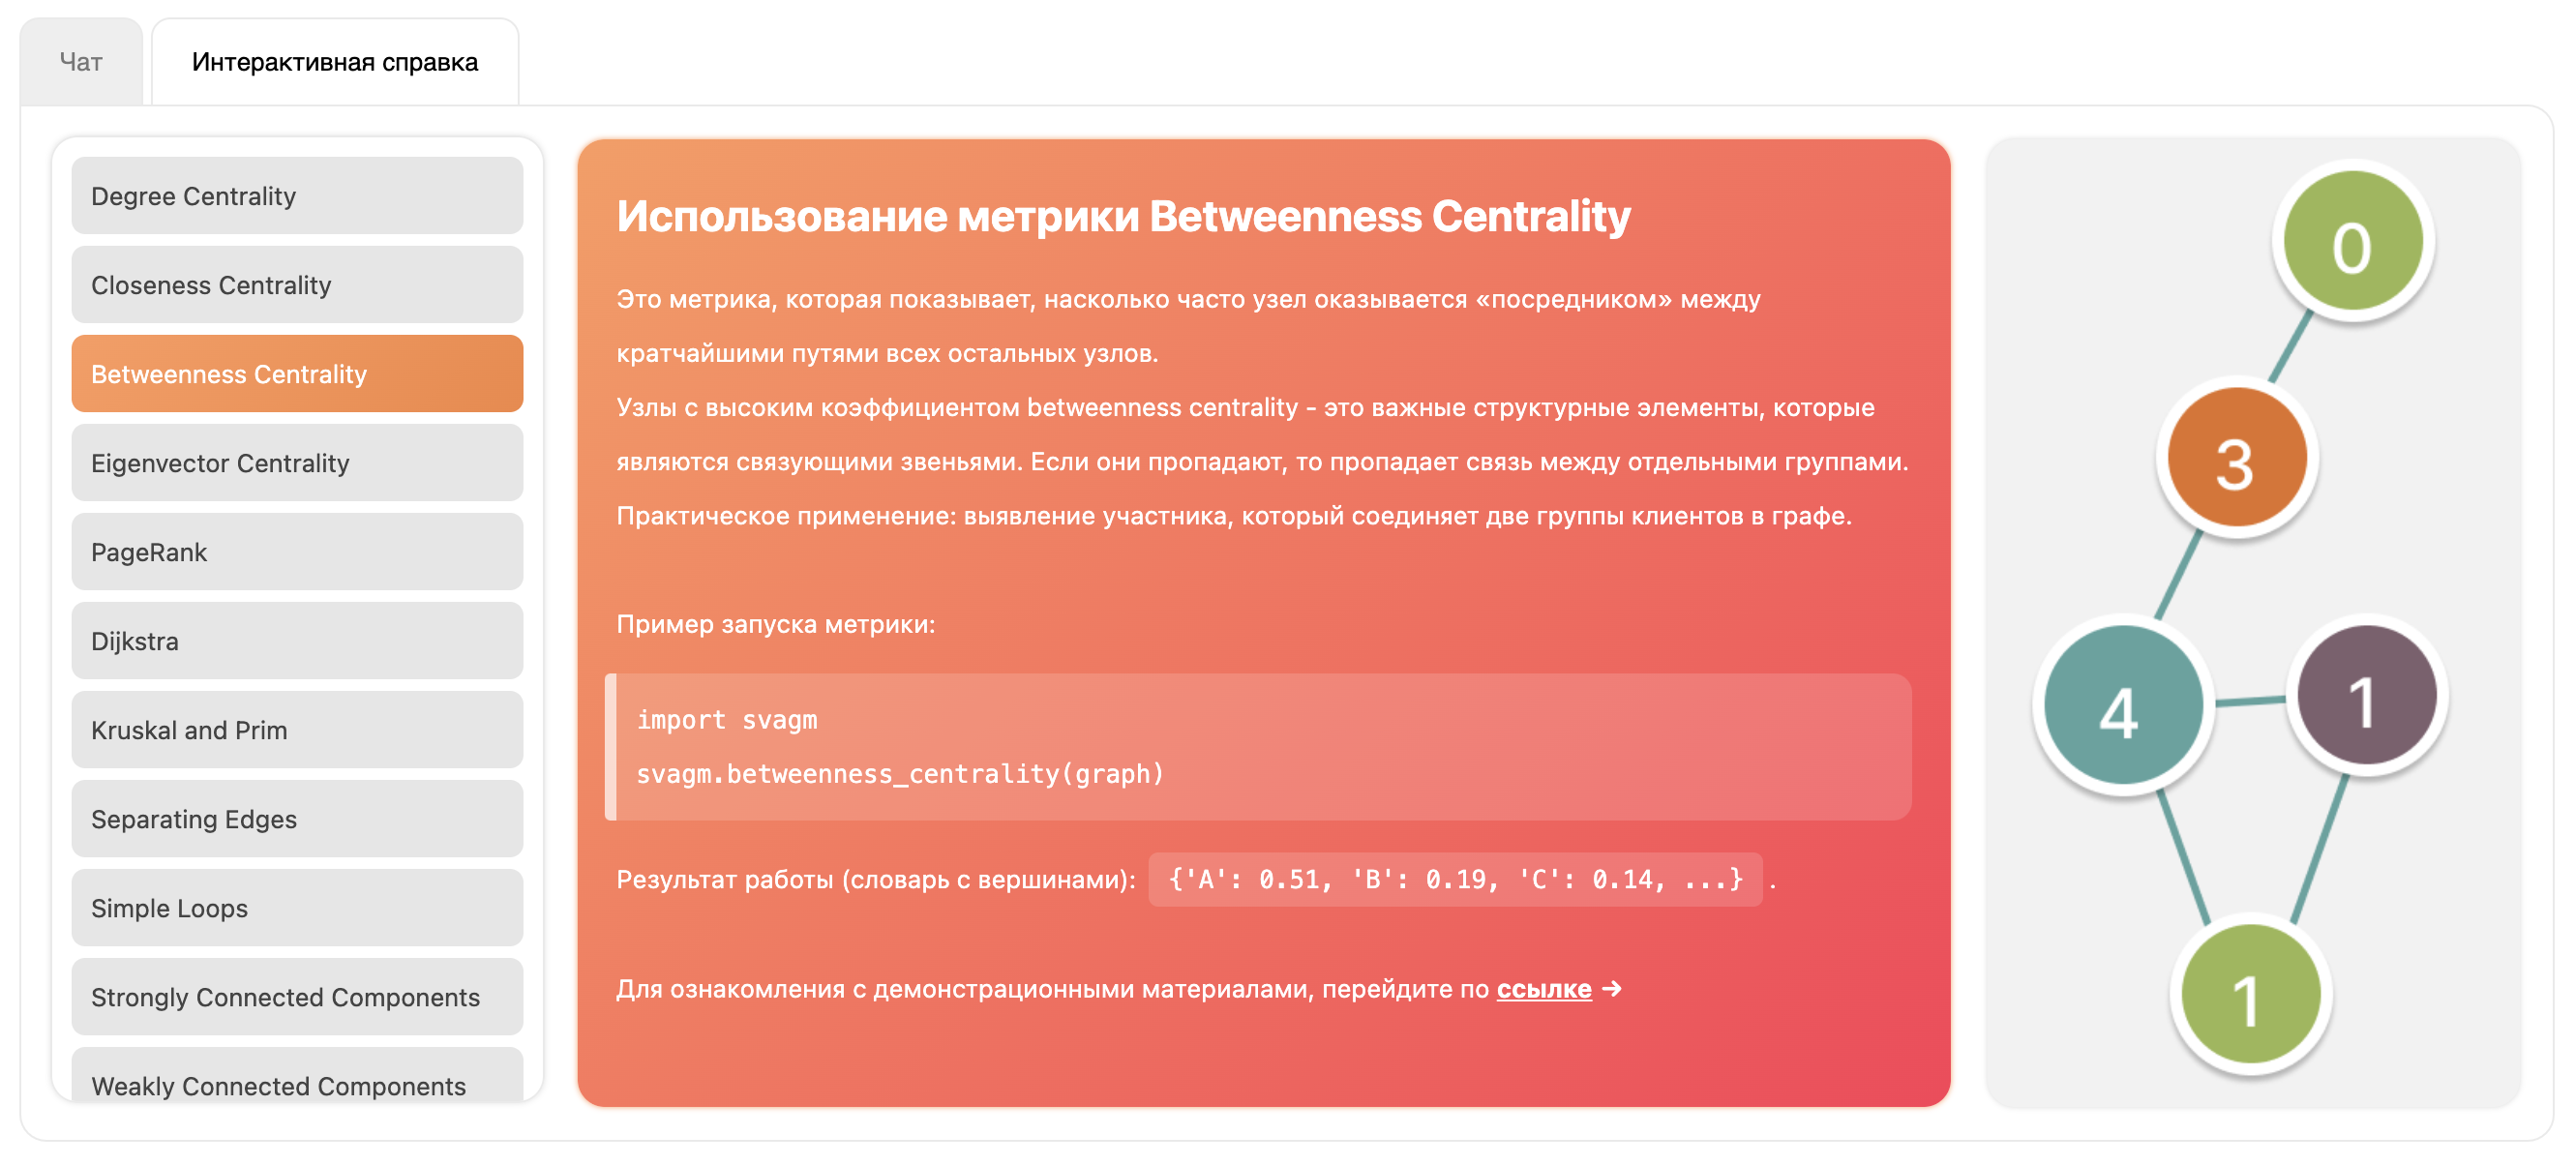 Чат
Интерактивная справка
Degree Centrality
Closeness Centrality
Betweenness Centrality
Eigenvector Centrality
PageRank
Dijkstra
Kruskal and Prim
Separating Edges
Simple Loops
Strongly Connected Components
Weakly Connected Components
Использование метрики Betweenness Centrality
Это метрика, которая показывает, насколько часто узел оказывается «посредником» между
кратчайшими путями всех остальных узлов.
Узлы с высоким коэффициентом betweenness centrality - это важные структурные элементы, которые
являются связующими звеньями. Если они пропадают, то пропадает связь между отдельными группами.
Практическое применение: выявление участника, который соединяет две группы клиентов в графе.
Пример запуска метрики:
import svagm
svagm.betweenness_centrality(graph)
Результат работы (словарь с вершинами): {'A': 0.51, 'B': 0.19, 'C': 0.14, ...} .
Для ознакомления с демонстрационными материалами, перейдите по ссылке →
0
3
4
1
1